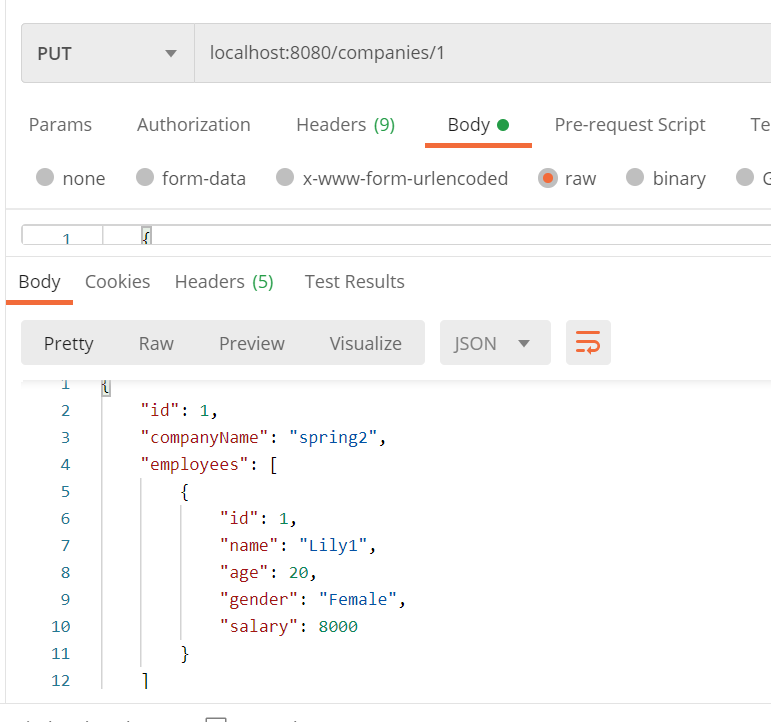 PUT localhost:8080/companies/1
Params Authorization Headers (9) Body Pre-request Script Te
none form-data x-www-form-urlencoded raw binary G
1 {
Body Cookies Headers (5) Test Results
Pretty Raw Preview Visualize JSON
1 {
2 "id": 1,
3 "companyName": "spring2",
4 "employees": [
5 {
6 "id": 1,
7 "name": "Lily1",
8 "age": 20,
9 "gender": "Female",
10 "salary": 8000
11 }
12 ]